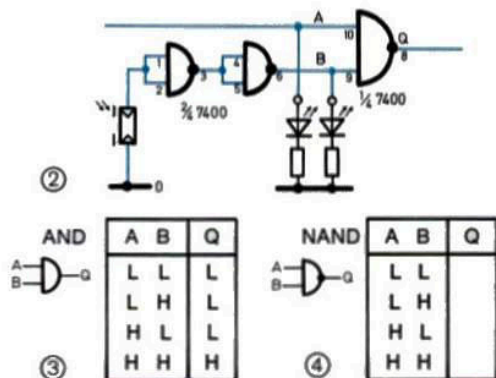 A
10
Q
8
1
2
3
4
5
6
B
9
2/4 7400
1/4 7400
0
②
AND
A B Q
A
B
Q
L L L
L H L
H L L
H H H
③
NAND
A B Q
A
B
Q
L L
L H
H L
H H
④